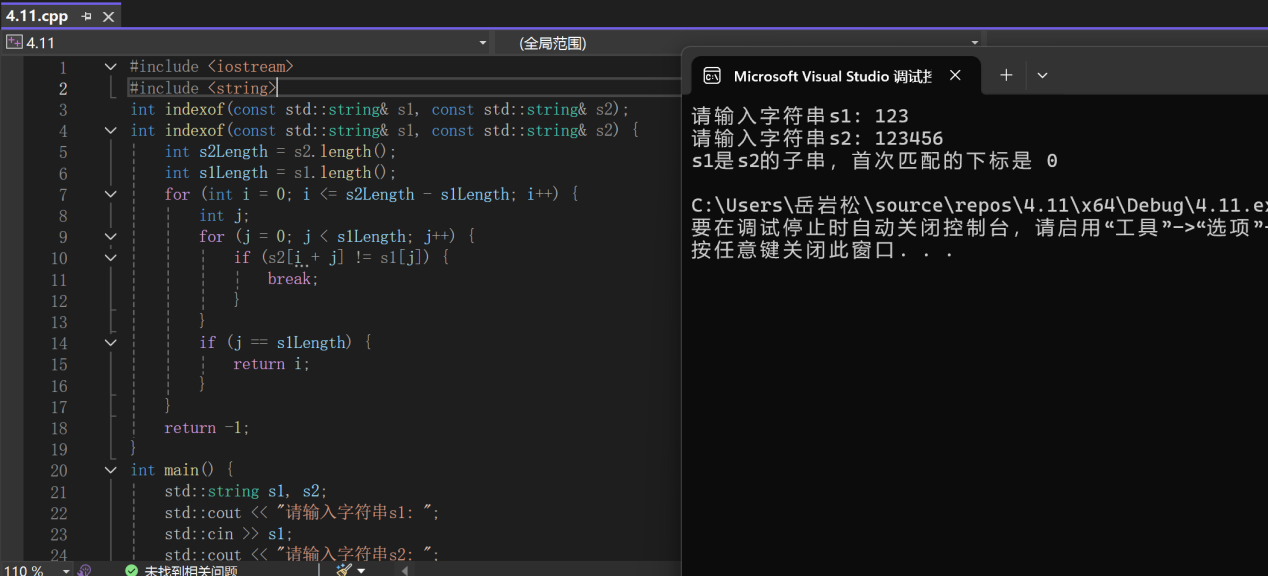 4.11.cpp
4.11
(全局范围)
1 #include <iostream>
2 #include <string>
3 int indexof(const std::string& s1, const std::string& s2);
4 int indexof(const std::string& s1, const std::string& s2) {
5 int s2Length = s2.length();
6 int s1Length = s1.length();
7 for (int i = 0; i <= s2Length - s1Length; i++) {
8 int j;
9 for (j = 0; j < s1Length; j++) {
10 if (s2[i + j] != s1[j]) {
11 break;
12 }
13 }
14 if (j == s1Length) {
15 return i;
16 }
17 }
18 return -1;
19 }
20 int main() {
21 std::string s1, s2;
22 std::cout << "请输入字符串s1: ";
23 std::cin >> s1;
24 std::cout << "请输入字符串s2: ";
110 %
未找到相关问题
Microsoft Visual Studio 调试
请输入字符串s1: 123
请输入字符串s2: 123456
s1是s2的子串, 首次匹配的下标是 0
C:\Users\岳岩松\source\repos\4.11\x64\Debug\4.11.ex
要在调试停止时自动关闭控制台, 请启用“工具”->“选项”-
按任意键关闭此窗口. . .